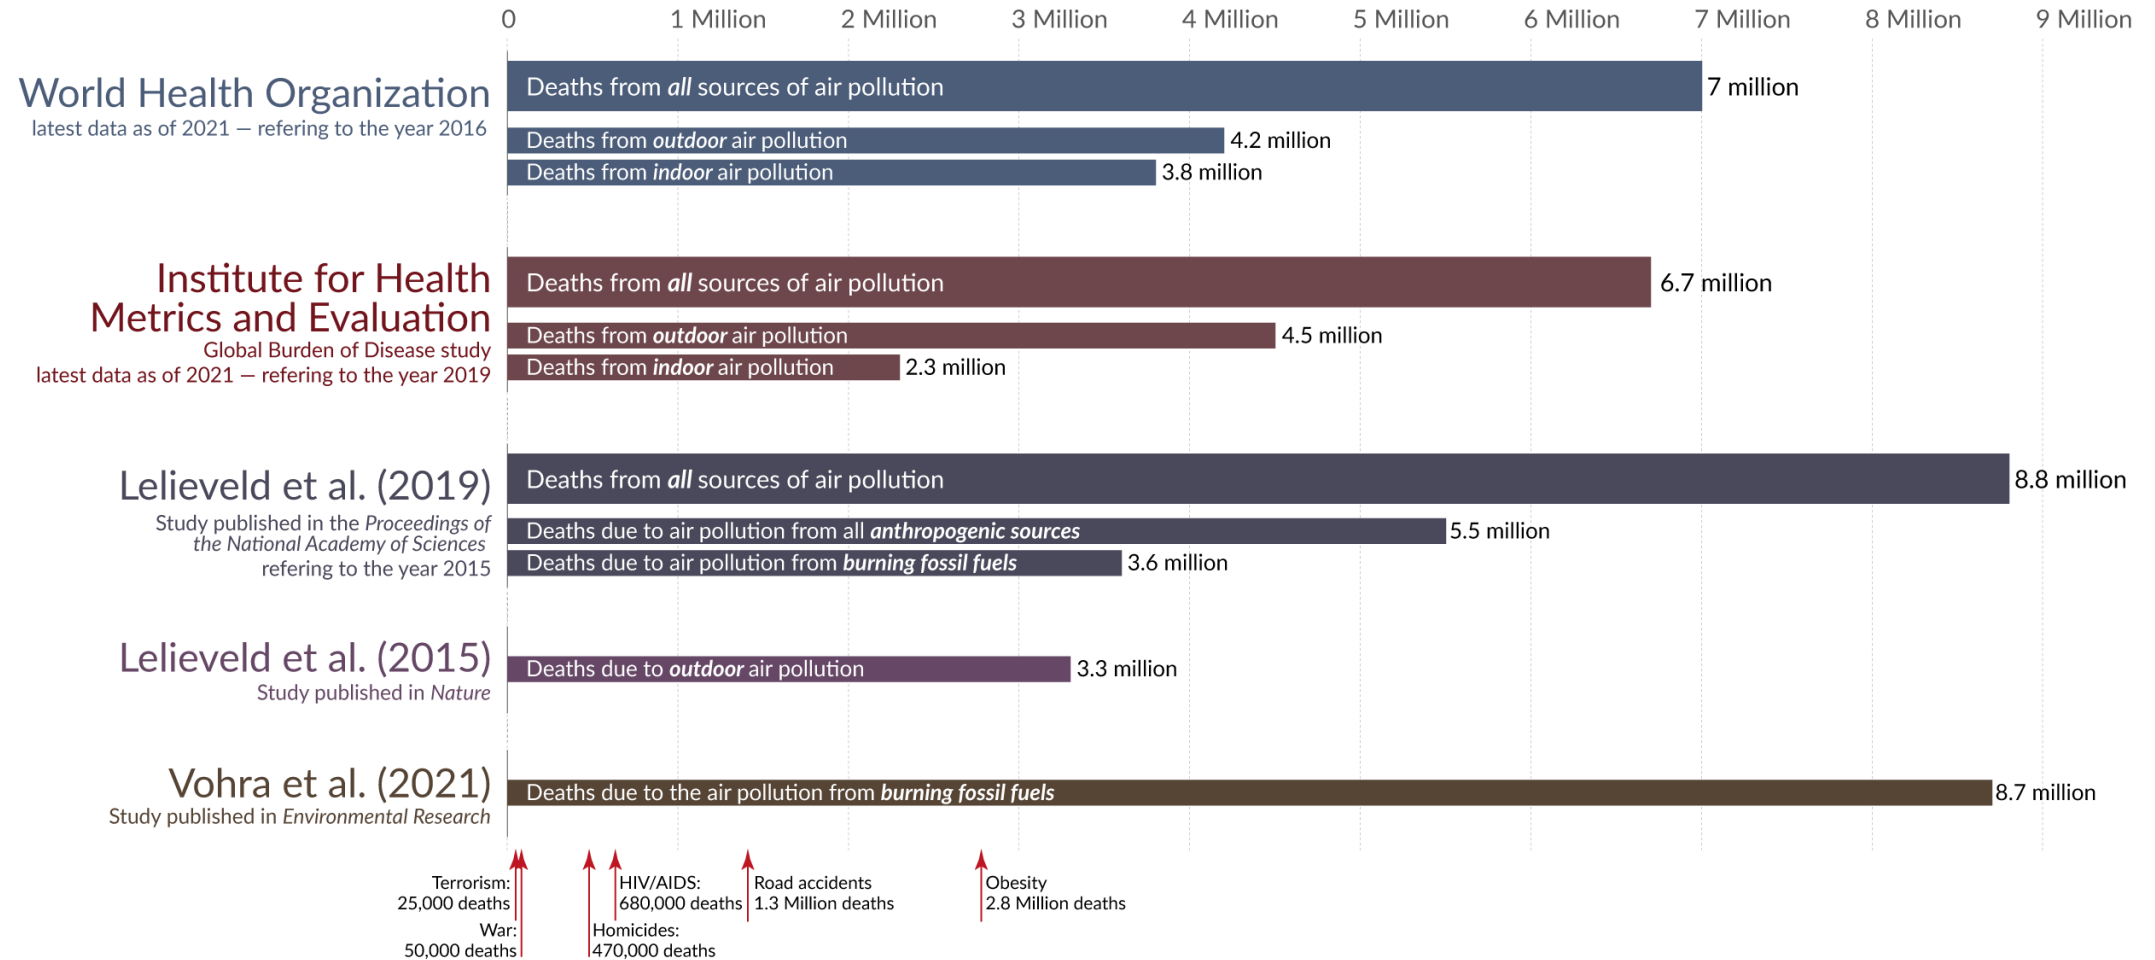 0 1 Million 2 Million 3 Million 4 Million 5 Million 6 Million 7 Million 8 Million 9 Million
World Health Organization
latest data as of 2021 — refering to the year 2016
Deaths from all sources of air pollution 7 million
Deaths from outdoor air pollution 4.2 million
Deaths from indoor air pollution 3.8 million
Institute for Health
Metrics and Evaluation
Global Burden of Disease study
latest data as of 2021 — refering to the year 2019
Deaths from all sources of air pollution 6.7 million
Deaths from outdoor air pollution 4.5 million
Deaths from indoor air pollution 2.3 million
Lelieveld et al. (2019)
Study published in the Proceedings of
the National Academy of Sciences
refering to the year 2015
Deaths from all sources of air pollution 8.8 million
Deaths due to air pollution from all anthropogenic sources 5.5 million
Deaths due to air pollution from burning fossil fuels 3.6 million
Lelieveld et al. (2015)
Study published in Nature
Deaths due to outdoor air pollution 3.3 million
Vohra et al. (2021)
Study published in Environmental Research
Deaths due to the air pollution from burning fossil fuels 8.7 million
Terrorism:
25,000 deaths
War:
50,000 deaths
Homicides:
470,000 deaths
HIV/AIDS:
680,000 deaths
Road accidents
1.3 Million deaths
Obesity
2.8 Million deaths